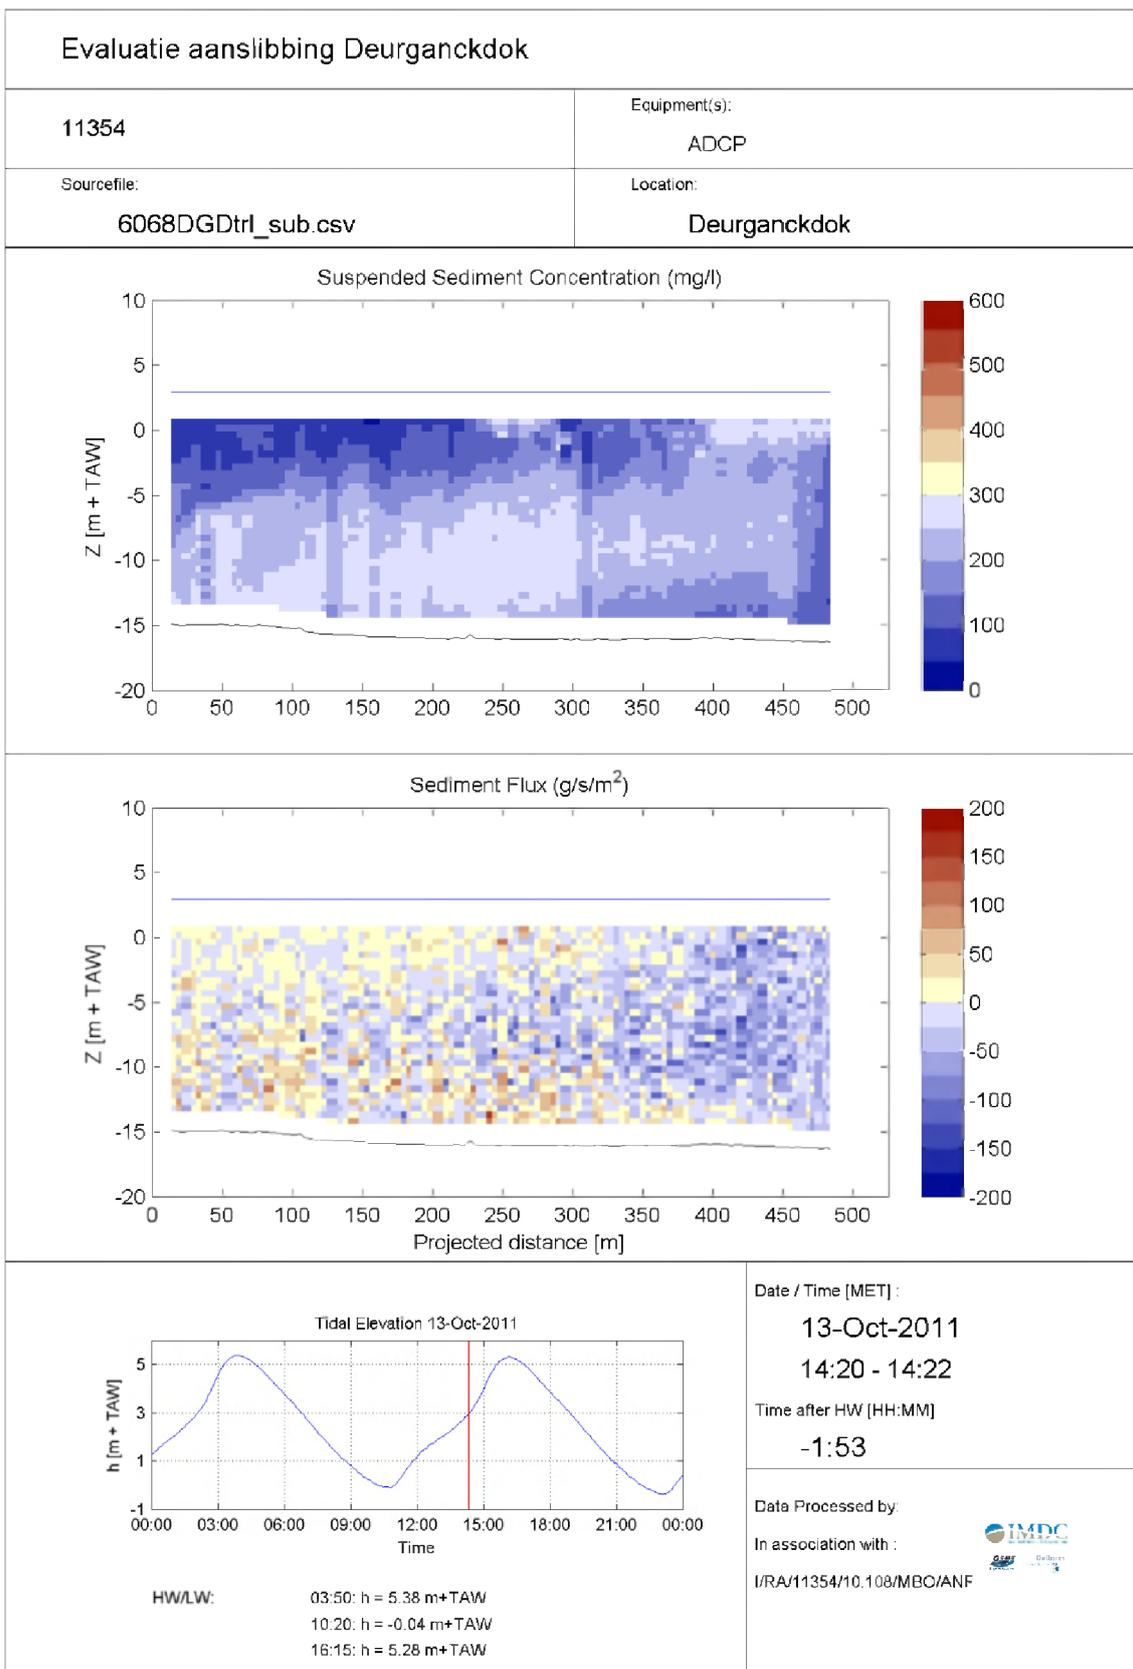 Evaluatie aanslibbing Deurganckdok
11354
Equipment(s):
ADCP
Sourcefile:
6068DGDtrl_sub.csv
Location:
Deurganckdok
Suspended Sediment Concentration (mg/l)
10
5
0
-5
-10
-15
-20
Z [m + TAW]
0 50 100 150 200 250 300 350 400 450 500
600
500
400
300
200
100
0
Sediment Flux (g/s/m²)
10
5
0
-5
-10
-15
-20
Z [m + TAW]
0 50 100 150 200 250 300 350 400 450 500
Projected distance [m]
200
150
100
50
0
-50
-100
-150
-200
Tidal Elevation 13-Oct-2011
5
3
1
-1
h [m + TAW]
00:00 03:00 06:00 09:00 12:00 15:00 18:00 21:00 00:00
Time
HW/LW:
03:50: h = 5.38 m+TAW
10:20: h = -0.04 m+TAW
16:15: h = 5.28 m+TAW
Date / Time [MET] :
13-Oct-2011
14:20 - 14:22
Time after HW [HH:MM]
-1:53
Data Processed by:
IMDC
In association with :
I/RA/11354/10.108/MBO/ANF